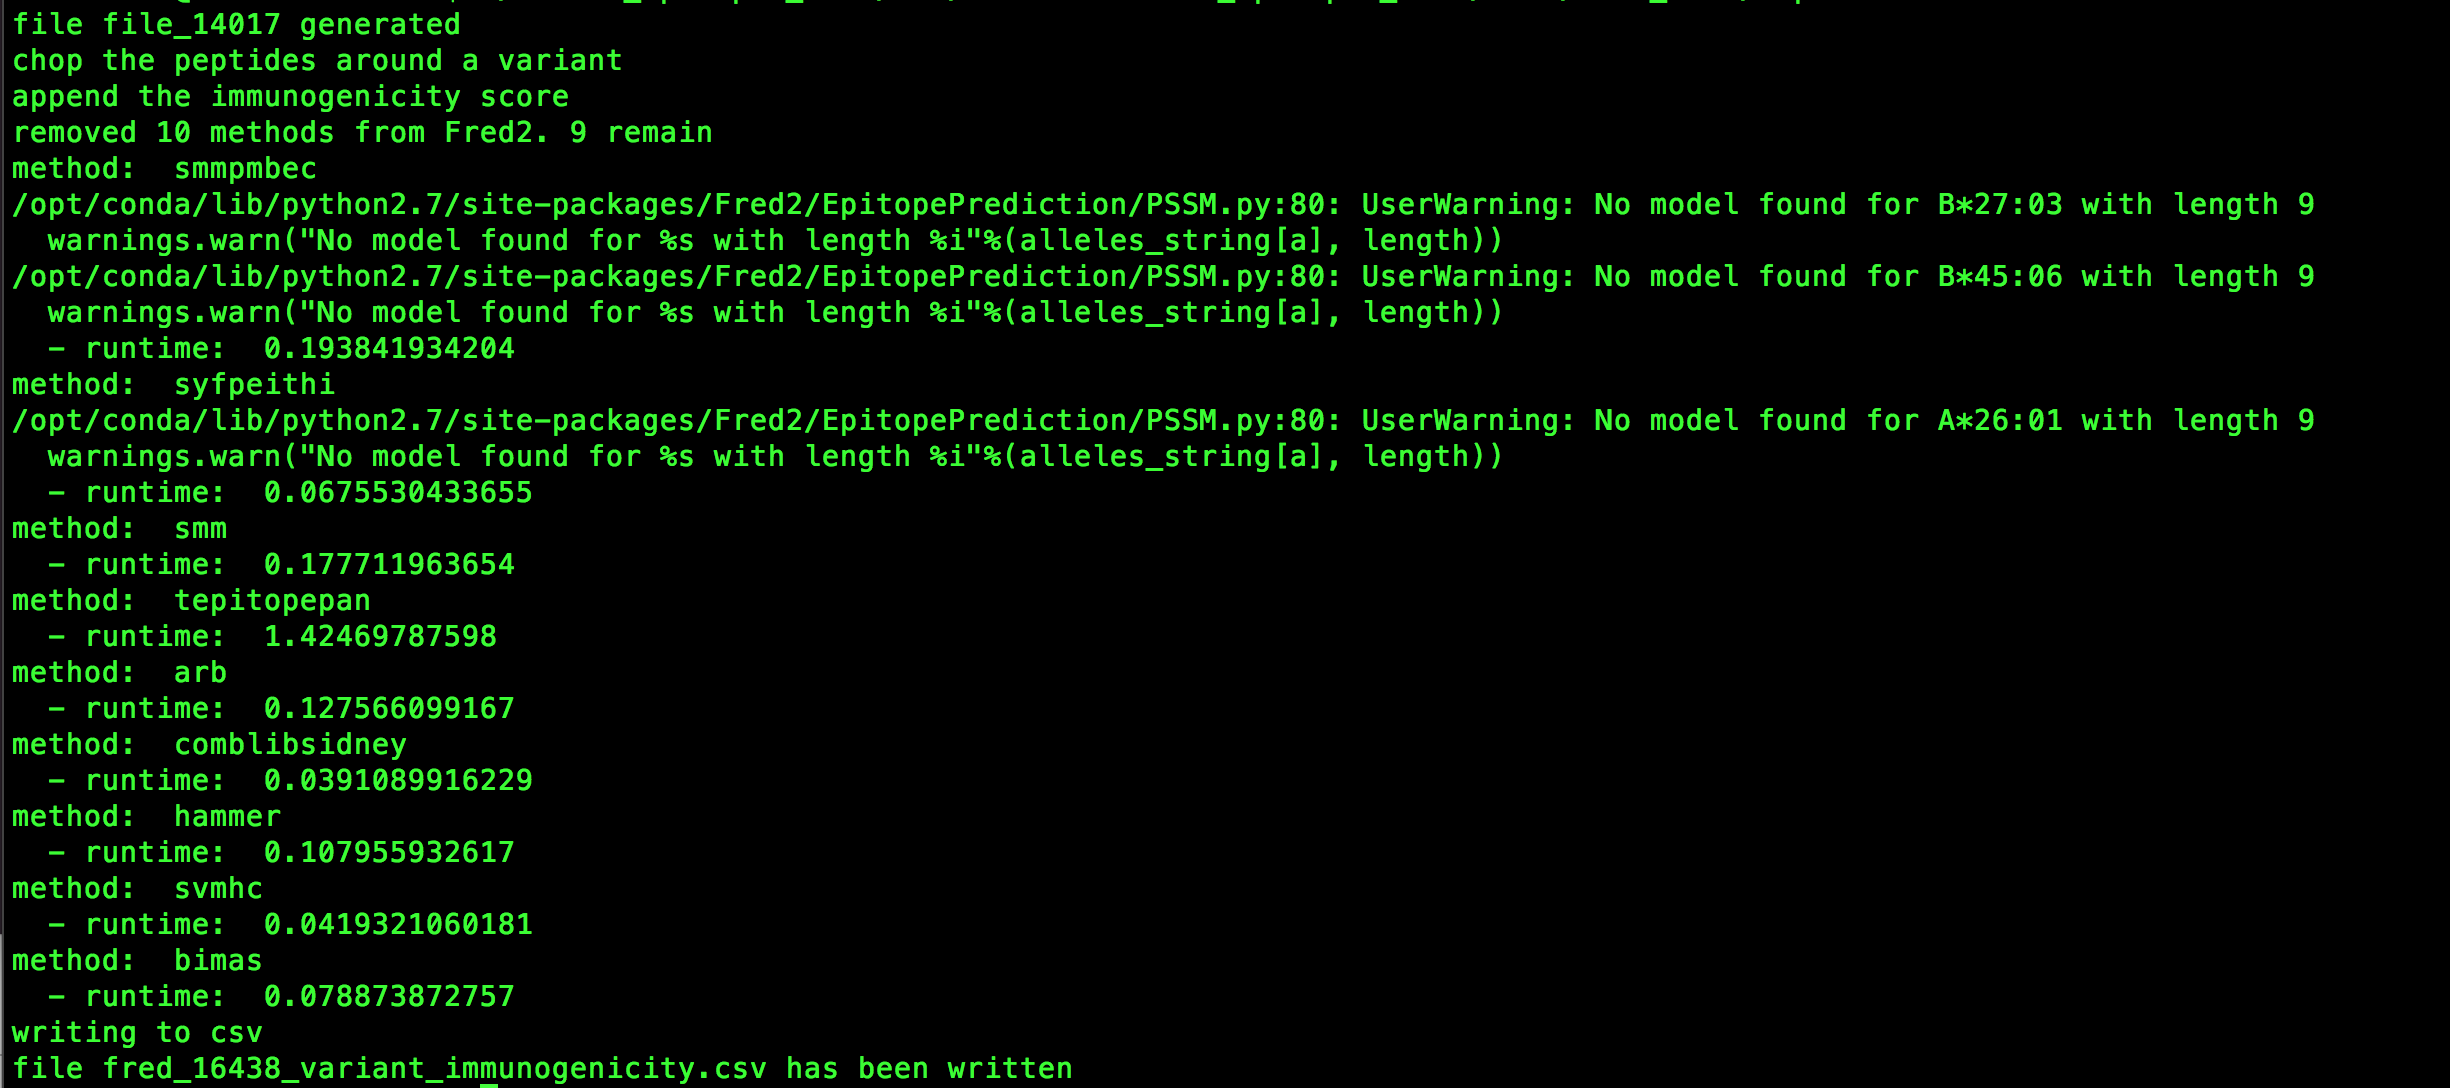 file file_14017 generated
chop the peptides around a variant
append the immunogenicity score
removed 10 methods from Fred2. 9 remain
method:  smmpmbec
/opt/conda/lib/python2.7/site-packages/Fred2/EpitopePrediction/PSSM.py:80: UserWarning: No model found for B*27:03 with length 9
  warnings.warn("No model found for %s with length %i"%(alleles_string[a], length))
/opt/conda/lib/python2.7/site-packages/Fred2/EpitopePrediction/PSSM.py:80: UserWarning: No model found for B*45:06 with length 9
  warnings.warn("No model found for %s with length %i"%(alleles_string[a], length))
  - runtime:  0.193841934204
method:  syfpeithi
/opt/conda/lib/python2.7/site-packages/Fred2/EpitopePrediction/PSSM.py:80: UserWarning: No model found for A*26:01 with length 9
  warnings.warn("No model found for %s with length %i"%(alleles_string[a], length))
  - runtime:  0.0675530433655
method:  smm
  - runtime:  0.177711963654
method:  tepitopepan
  - runtime:  1.42469787598
method:  arb
  - runtime:  0.127566099167
method:  comblibsidney
  - runtime:  0.0391089916229
method:  hammer
  - runtime:  0.107955932617
method:  svmhc
  - runtime:  0.0419321060181
method:  bimas
  - runtime:  0.078873872757
writing to csv
file fred_16438_variant_immunogenicity.csv has been written